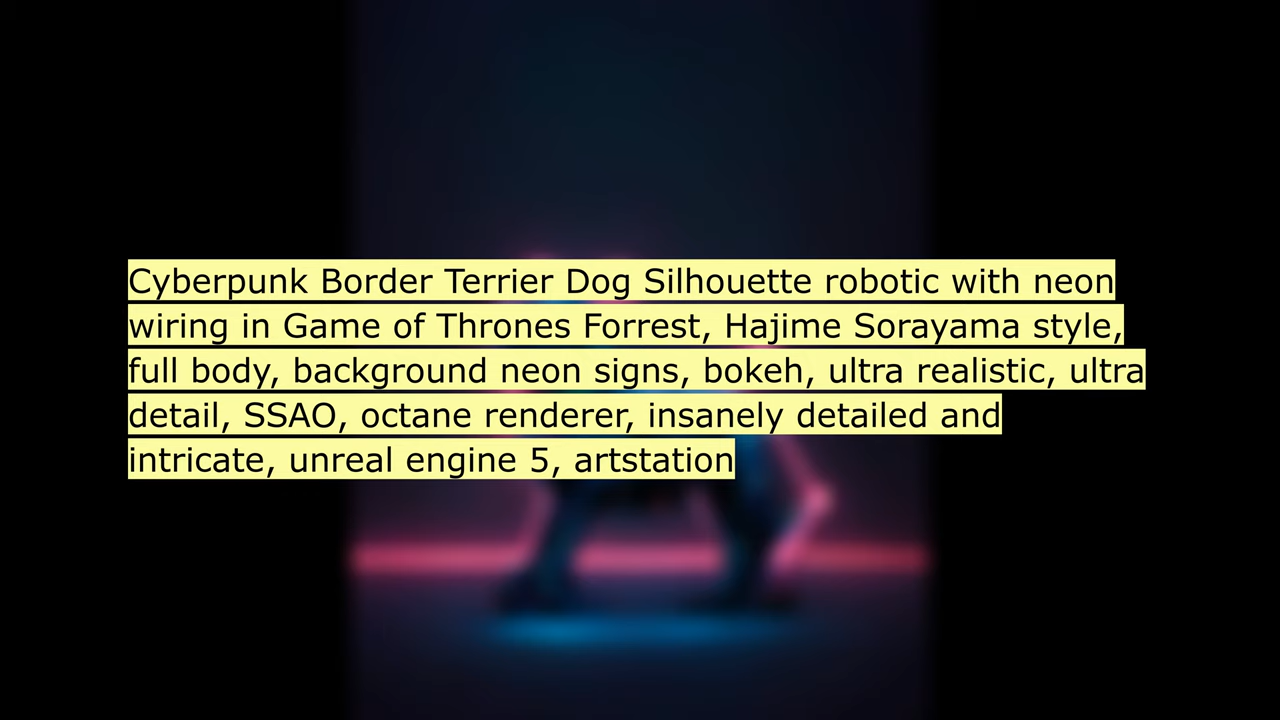 Cyberpunk Border Terrier Dog Silhouette robotic with neon
wiring in Game of Thrones Forrest, Hajime Sorayama style,
full body, background neon signs, bokeh, ultra realistic, ultra
detail, SSAO, octane renderer, insanely detailed and
intricate, unreal engine 5, artstation